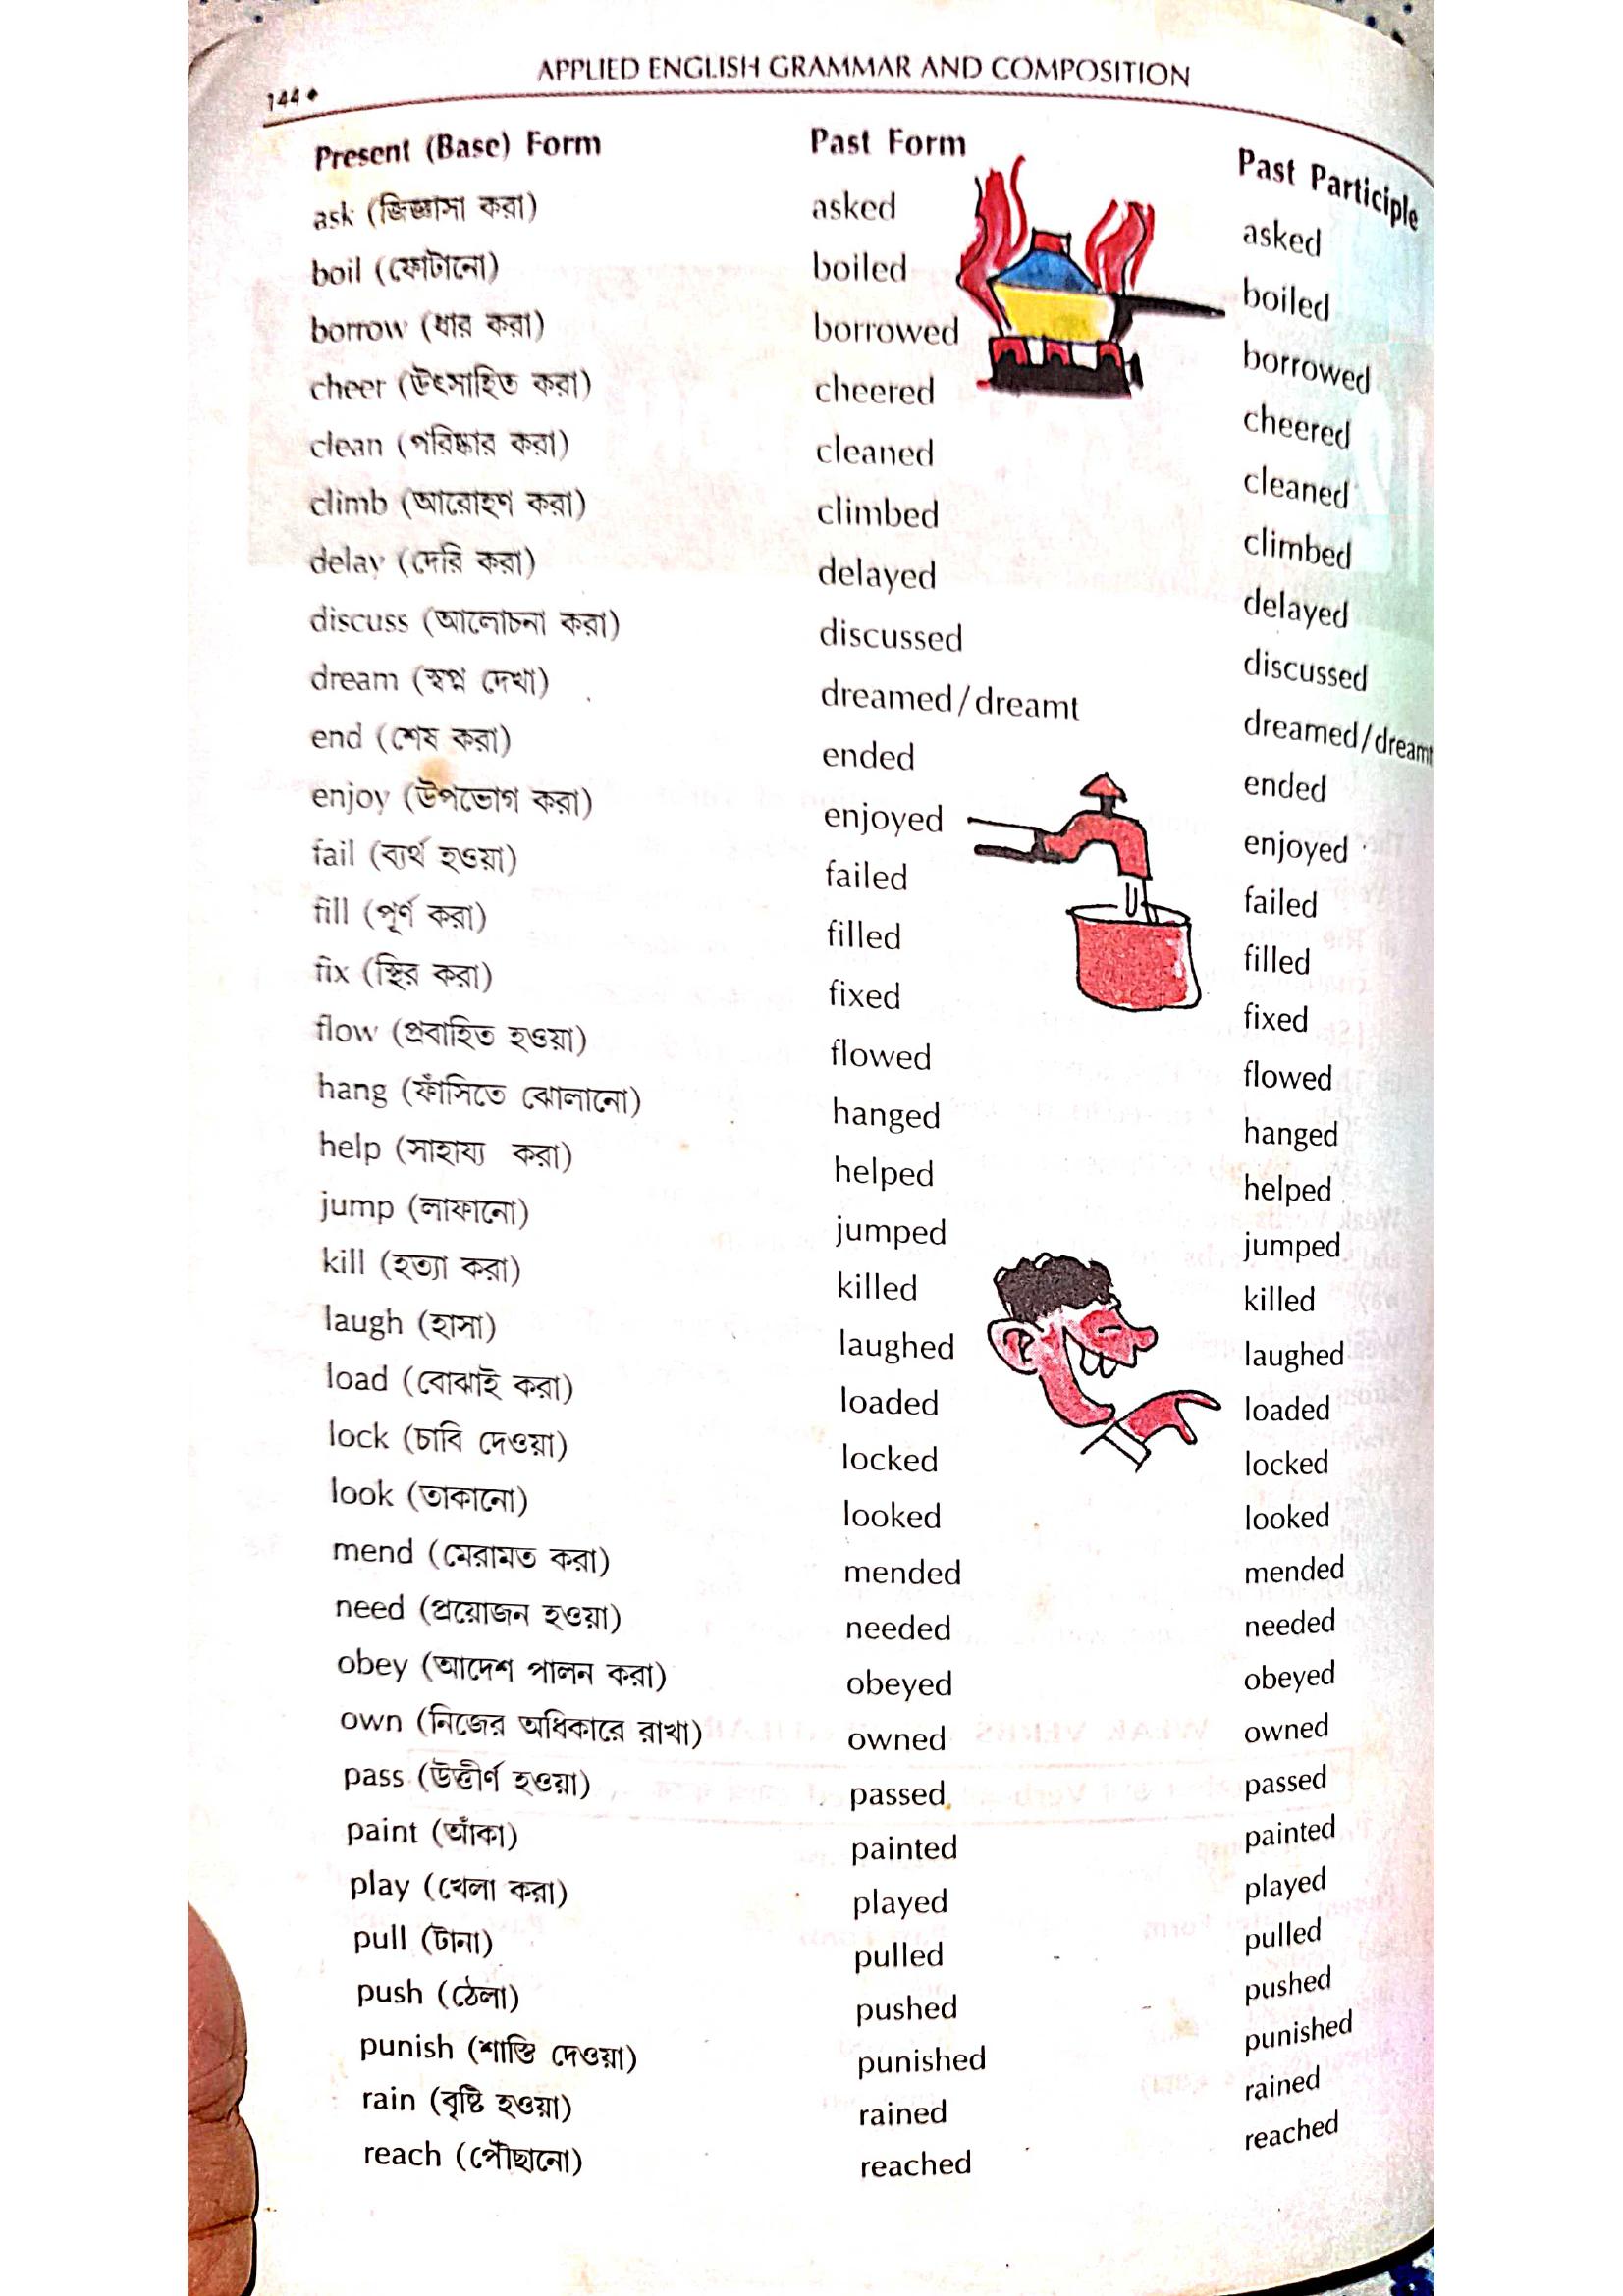 144◆ APPLIED ENGLISH GRAMMAR AND COMPOSITION
Present (Base) Form Past Form Past Participle
ask (জিজ্ঞাসা করা) asked asked
boil (ফোটানো) boiled boiled
borrow (ধার করা) borrowed borrowed
cheer (উৎসাহিত করা) cheered cheered
clean (পরিষ্কার করা) cleaned cleaned
climb (আরোহণ করা) climbed climbed
delay (দেরি করা) delayed delayed
discuss (আলোচনা করা) discussed discussed
dream (স্বপ্ন দেখা) dreamed/dreamt dreamed/dreamt
end (শেষ করা) ended ended
enjoy (উপভোগ করা) enjoyed enjoyed
fail (ব্যর্থ হওয়া) failed failed
fill (পূর্ণ করা) filled filled
fix (স্থির করা) fixed fixed
flow (প্রবাহিত হওয়া) flowed flowed
hang (ফাঁসিতে ঝোলানো) hanged hanged
help (সাহায্য করা) helped helped
jump (লাফানো) jumped jumped
kill (হত্যা করা) killed killed
laugh (হাসা) laughed laughed
load (বোঝাই করা) loaded loaded
lock (চাবি দেওয়া) locked locked
look (তাকানো) looked looked
mend (মেরামত করা) mended mended
need (প্রয়োজন হওয়া) needed needed
obey (আদেশ পালন করা) obeyed obeyed
own (নিজের অধিকারে রাখা) owned owned
pass (উত্তীর্ণ হওয়া) passed passed
paint (আঁকা) painted painted
play (খেলা করা) played played
pull (টানা) pulled pulled
push (ঠেলা) pushed pushed
punish (শাস্তি দেওয়া) punished punished
rain (বৃষ্টি হওয়া) rained rained
reach (পৌঁছানো) reached reached